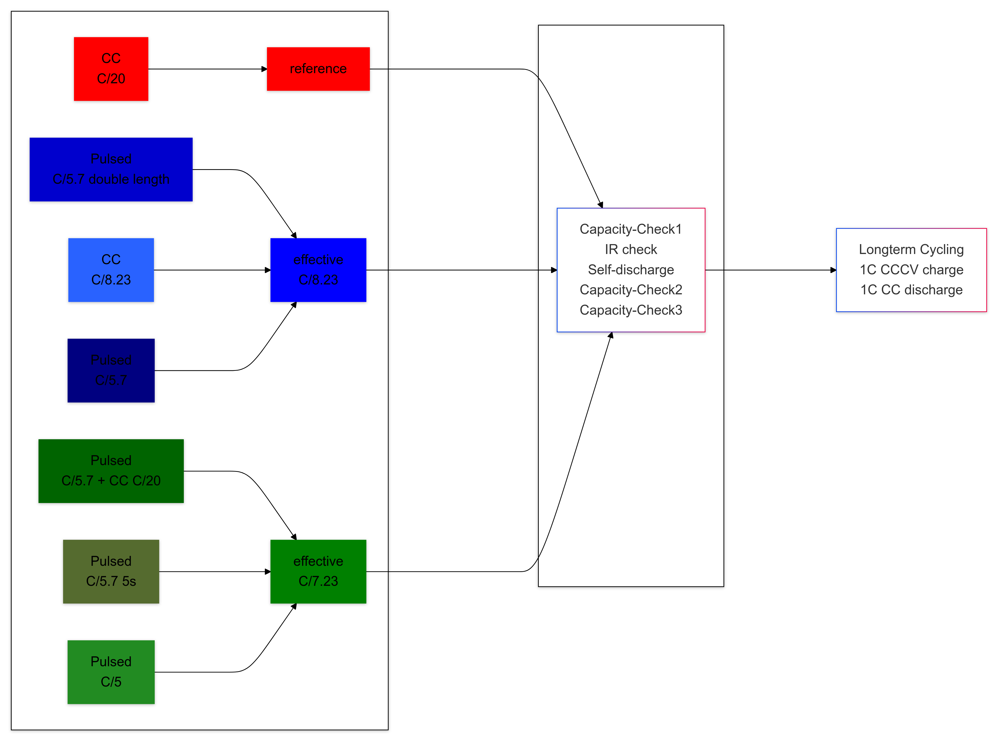 CC
C/20
reference
Pulsed
C/5.7 double length
CC
C/8.23
effective
C/8.23
Pulsed
C/5.7
Pulsed
C/5.7 + CC C/20
Pulsed
C/5.7 5s
effective
C/7.23
Pulsed
C/5
Capacity-Check1
IR check
Self-discharge
Capacity-Check2
Capacity-Check3
Longterm Cycling
1C CCCV charge
1C CC discharge